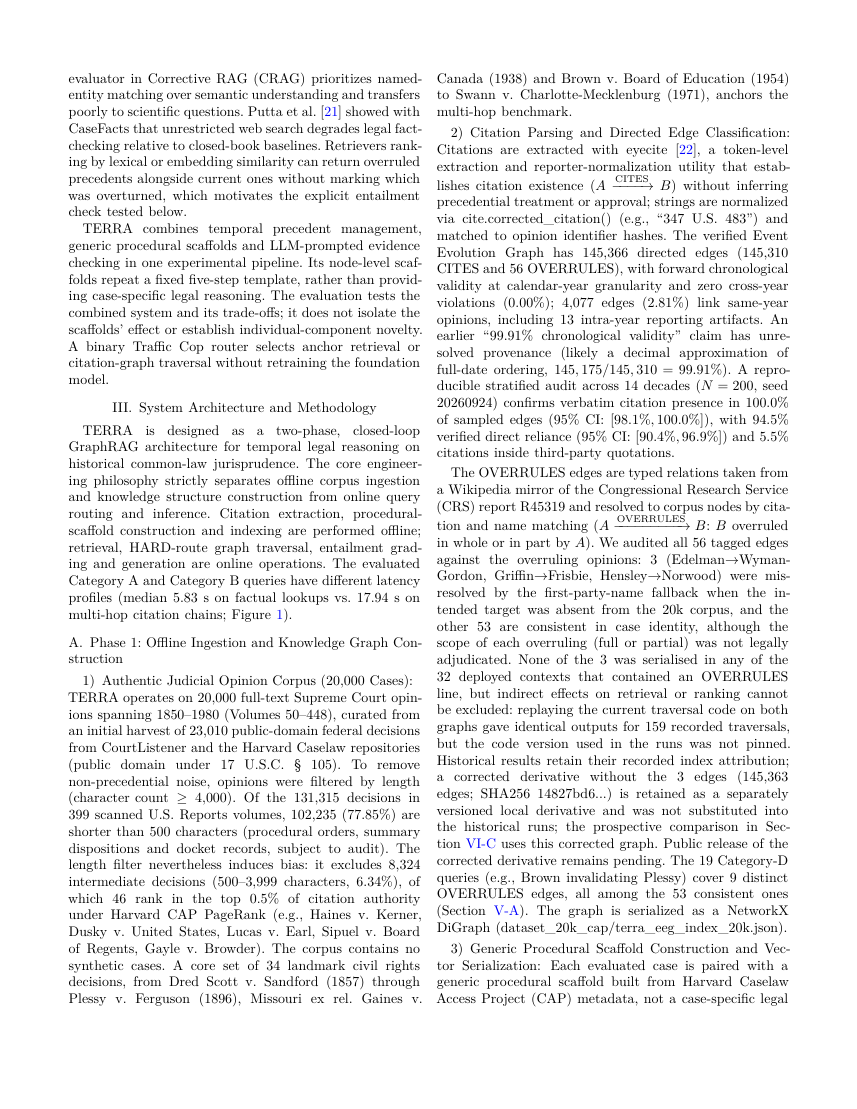 evaluator in Corrective RAG (CRAG) prioritizes named-
entity matching over semantic understanding and transfers
poorly to scientific questions. Putta et al. [21] showed with
CaseFacts that unrestricted web search degrades legal fact-
checking relative to closed-book baselines. Retrievers rank-
ing by lexical or embedding similarity can return overruled
precedents alongside current ones without marking which
was overturned, which motivates the explicit entailment
check tested below.
TERRA combines temporal precedent management,
generic procedural scaffolds and LLM-prompted evidence
checking in one experimental pipeline. Its node-level scaf-
folds repeat a fixed five-step template, rather than provid-
ing case-specific legal reasoning. The evaluation tests the
combined system and its trade-offs; it does not isolate the
scaffolds' effect or establish individual-component novelty.
A binary Traffic Cop router selects anchor retrieval or
citation-graph traversal without retraining the foundation
model.
III. System Architecture and Methodology
TERRA is designed as a two-phase, closed-loop
GraphRAG architecture for temporal legal reasoning on
historical common-law jurisprudence. The core engineer-
ing philosophy strictly separates offline corpus ingestion
and knowledge structure construction from online query
routing and inference. Citation extraction, procedural-
scaffold construction and indexing are performed offline;
retrieval, HARD-route graph traversal, entailment grad-
ing and generation are online operations. The evaluated
Category A and Category B queries have different latency
profiles (median 5.83 s on factual lookups vs. 17.94 s on
multi-hop citation chains; Figure 1).
A. Phase 1: Offline Ingestion and Knowledge Graph Con-
struction
1) Authentic Judicial Opinion Corpus (20,000 Cases):
TERRA operates on 20,000 full-text Supreme Court opin-
ions spanning 1850–1980 (Volumes 50–448), curated from
an initial harvest of 23,010 public-domain federal decisions
from CourtListener and the Harvard Caselaw repositories
(public domain under 17 U.S.C. § 105). To remove
non-precedential noise, opinions were filtered by length
(character count ≥ 4,000). Of the 131,315 decisions in
399 scanned U.S. Reports volumes, 102,235 (77.85%) are
shorter than 500 characters (procedural orders, summary
dispositions and docket records, subject to audit). The
length filter nevertheless induces bias: it excludes 8,324
intermediate decisions (500–3,999 characters, 6.34%), of
which 46 rank in the top 0.5% of citation authority
under Harvard CAP PageRank (e.g., Haines v. Kerner,
Dusky v. United States, Lucas v. Earl, Sipuel v. Board
of Regents, Gayle v. Browder). The corpus contains no
synthetic cases. A core set of 34 landmark civil rights
decisions, from Dred Scott v. Sandford (1857) through
Plessy v. Ferguson (1896), Missouri ex rel. Gaines v.
Canada (1938) and Brown v. Board of Education (1954)
to Swann v. Charlotte-Mecklenburg (1971), anchors the
multi-hop benchmark.
2) Citation Parsing and Directed Edge Classification:
Citations are extracted with eyecite [22], a token-level
extraction and reporter-normalization utility that estab-
lishes citation existence (A CITES⟶ B) without inferring
precedential treatment or approval; strings are normalized
via cite.corrected_citation() (e.g., “347 U.S. 483”) and
matched to opinion identifier hashes. The verified Event
Evolution Graph has 145,366 directed edges (145,310
CITES and 56 OVERRULES), with forward chronological
validity at calendar-year granularity and zero cross-year
violations (0.00%); 4,077 edges (2.81%) link same-year
opinions, including 13 intra-year reporting artifacts. An
earlier “99.91% chronological validity” claim has unre-
solved provenance (likely a decimal approximation of
full-date ordering, 145, 175/145, 310 = 99.91%). A repro-
ducible stratified audit across 14 decades (N = 200, seed
20260924) confirms verbatim citation presence in 100.0%
of sampled edges (95% CI: [98.1%, 100.0%]), with 94.5%
verified direct reliance (95% CI: [90.4%, 96.9%]) and 5.5%
citations inside third-party quotations.
The OVERRULES edges are typed relations taken from
a Wikipedia mirror of the Congressional Research Service
(CRS) report R45319 and resolved to corpus nodes by cita-
tion and name matching (A OVERRULES⟶ B: B overruled
in whole or in part by A). We audited all 56 tagged edges
against the overruling opinions: 3 (Edelman→Wyman-
Gordon, Griffin→Frisbie, Hensley→Norwood) were mis-
resolved by the first-party-name fallback when the in-
tended target was absent from the 20k corpus, and the
other 53 are consistent in case identity, although the
scope of each overruling (full or partial) was not legally
adjudicated. None of the 3 was serialised in any of the
32 deployed contexts that contained an OVERRULES
line, but indirect effects on retrieval or ranking cannot
be excluded: replaying the current traversal code on both
graphs gave identical outputs for 159 recorded traversals,
but the code version used in the runs was not pinned.
Historical results retain their recorded index attribution;
a corrected derivative without the 3 edges (145,363
edges; SHA256 14827bd6...) is retained as a separately
versioned local derivative and was not substituted into
the historical runs; the prospective comparison in Sec-
tion VI-C uses this corrected graph. Public release of the
corrected derivative remains pending. The 19 Category-D
queries (e.g., Brown invalidating Plessy) cover 9 distinct
OVERRULES edges, all among the 53 consistent ones
(Section V-A). The graph is serialized as a NetworkX
DiGraph (dataset_20k_cap/terra_eeg_index_20k.json).
3) Generic Procedural Scaffold Construction and Vec-
tor Serialization: Each evaluated case is paired with a
generic procedural scaffold built from Harvard Caselaw
Access Project (CAP) metadata, not a case-specific legal